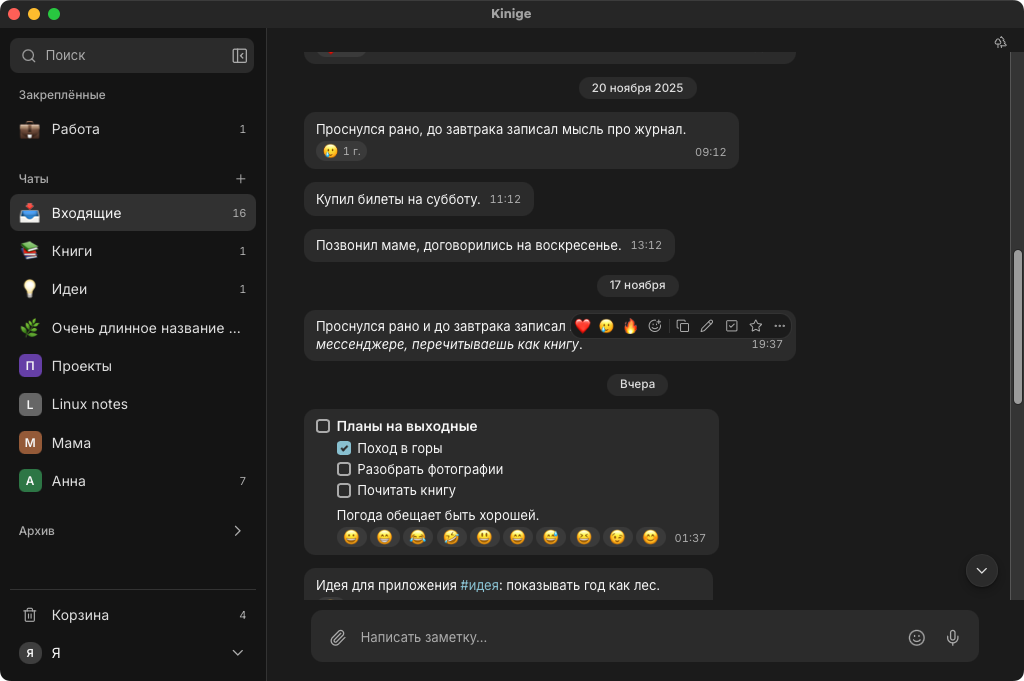 Kinige
Поиск
Закреплённые
Работа 1
Чаты
Входящие 16
Книги 1
Идеи 1
Очень длинное название ...
П Проекты
L Linux notes
М Мама
А Анна 7
Архив
Корзина 4
Я Я
20 ноября 2025
Проснулся рано, до завтрака записал мысль про журнал.
1 г. 09:12
Купил билеты на субботу. 11:12
Позвонил маме, договорились на воскресенье. 13:12
17 ноября
Проснулся рано и до завтрака записал
мессенджере, перечитываешь как книгу. 19:37
Вчера
Планы на выходные
Поход в горы
Разобрать фотографии
Почитать книгу
Погода обещает быть хорошей.
01:37
Идея для приложения #идея: показывать год как лес.
Написать заметку...